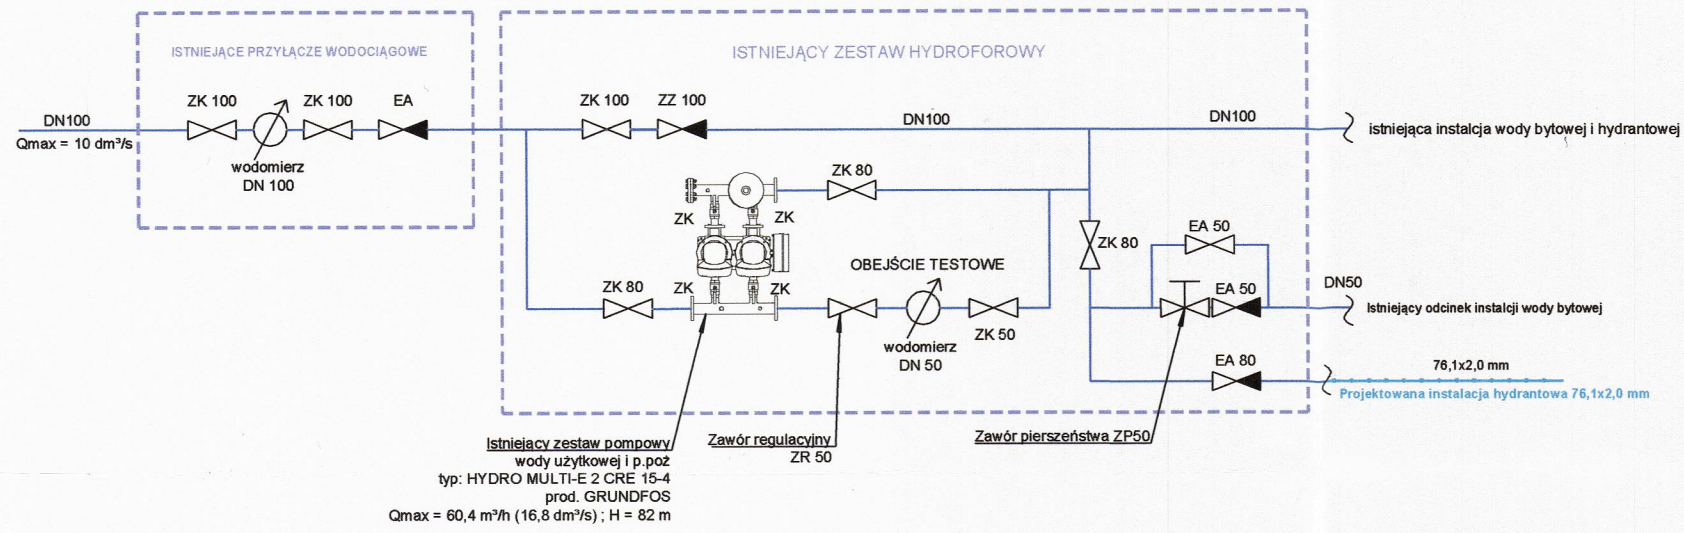 ISTNIEJĄCE PRZYŁĄCZE WODOCIĄGOWE
ISTNIEJĄCY ZESTAW HYDROFOROWY
ZK 100
ZK 100
EA
ZK 100
ZZ 100
DN100
Qmax = 10 dm³/s
wodomierz
DN 100
DN100
DN100
istniejąca instalcja wody bytowej i hydrantowej
ZK 80
ZK
ZK
EA 50
ZK 80
OBEJŚCIE TESTOWE
ZK 80
ZK
ZK
EA 50
DN50
Istniejący odcinek instalcji wody bytowej
ZK 50
wodomierz
DN 50
EA 80
76,1x2,0 mm
Projektowana instalacja hydrantowa 76,1x2,0 mm
Istniejący zestaw pompowy
wody użytkowej i p.poż
typ: HYDRO MULTI-E 2 CRE 15-4
prod. GRUNDFOS
Qmax = 60,4 m³/h (16,8 dm³/s) ; H = 82 m
Zawór regulacyjny
ZR 50
Zawór pierszeństwa ZP50